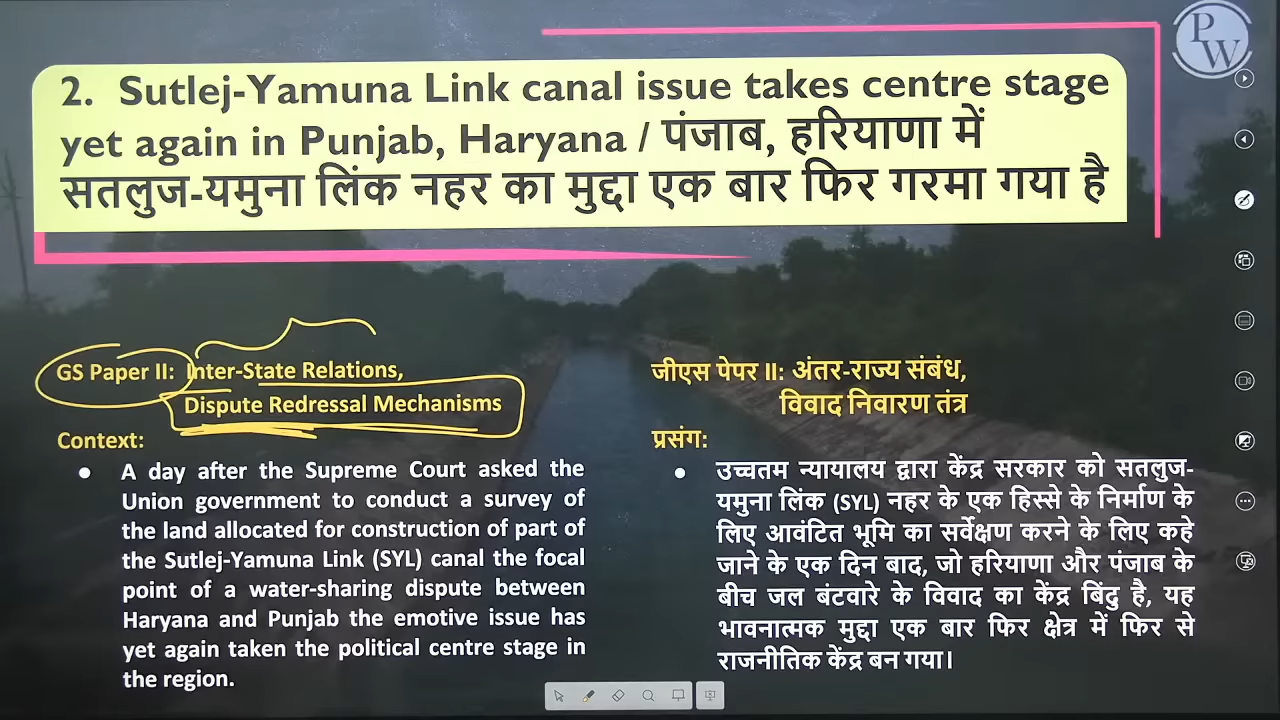 2. Sutlej-Yamuna Link canal issue takes centre stage
yet again in Punjab, Haryana / पंजाब, हरियाणा में
सतलुज-यमुना लिंक नहर का मुद्दा एक बार फिर गरमा गया है
PW
GS Paper II: Inter-State Relations,
Dispute Redressal Mechanisms
Context:
● A day after the Supreme Court asked the
Union government to conduct a survey of
the land allocated for construction of part of
the Sutlej-Yamuna Link (SYL) canal the focal
point of a water-sharing dispute between
Haryana and Punjab the emotive issue has
yet again taken the political centre stage in
the region.
जीएस पेपर II: अंतर-राज्य संबंध,
विवाद निवारण तंत्र
प्रसंग:
● उच्चतम न्यायालय द्वारा केंद्र सरकार को सतलुज-
यमुना लिंक (SYL) नहर के एक हिस्से के निर्माण के
लिए आवंटित भूमि का सर्वेक्षण करने के लिए कहे
जाने के एक दिन बाद, जो हरियाणा और पंजाब के
बीच जल बंटवारे के विवाद का केंद्र बिंदु है, यह
भावनात्मक मुद्दा एक बार फिर क्षेत्र में फिर से
राजनीतिक केंद्र बन गया।